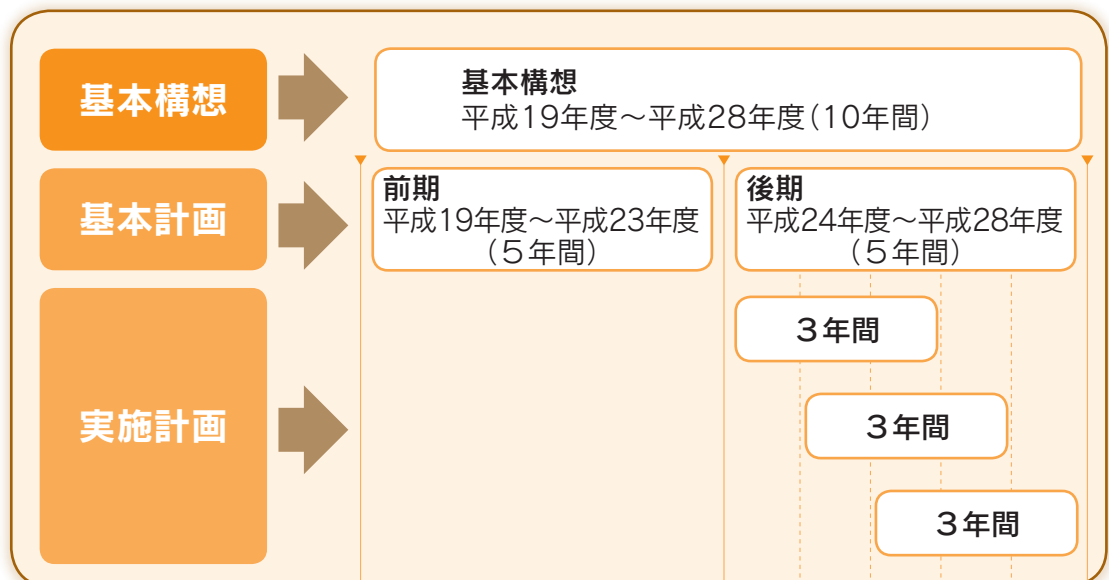 基本構想
基本構想
平成19年度～平成28年度（10年間）
基本計画
前期
平成19年度～平成23年度
（５年間）
後期
平成24年度～平成28年度
（５年間）
実施計画
３年間
３年間
３年間